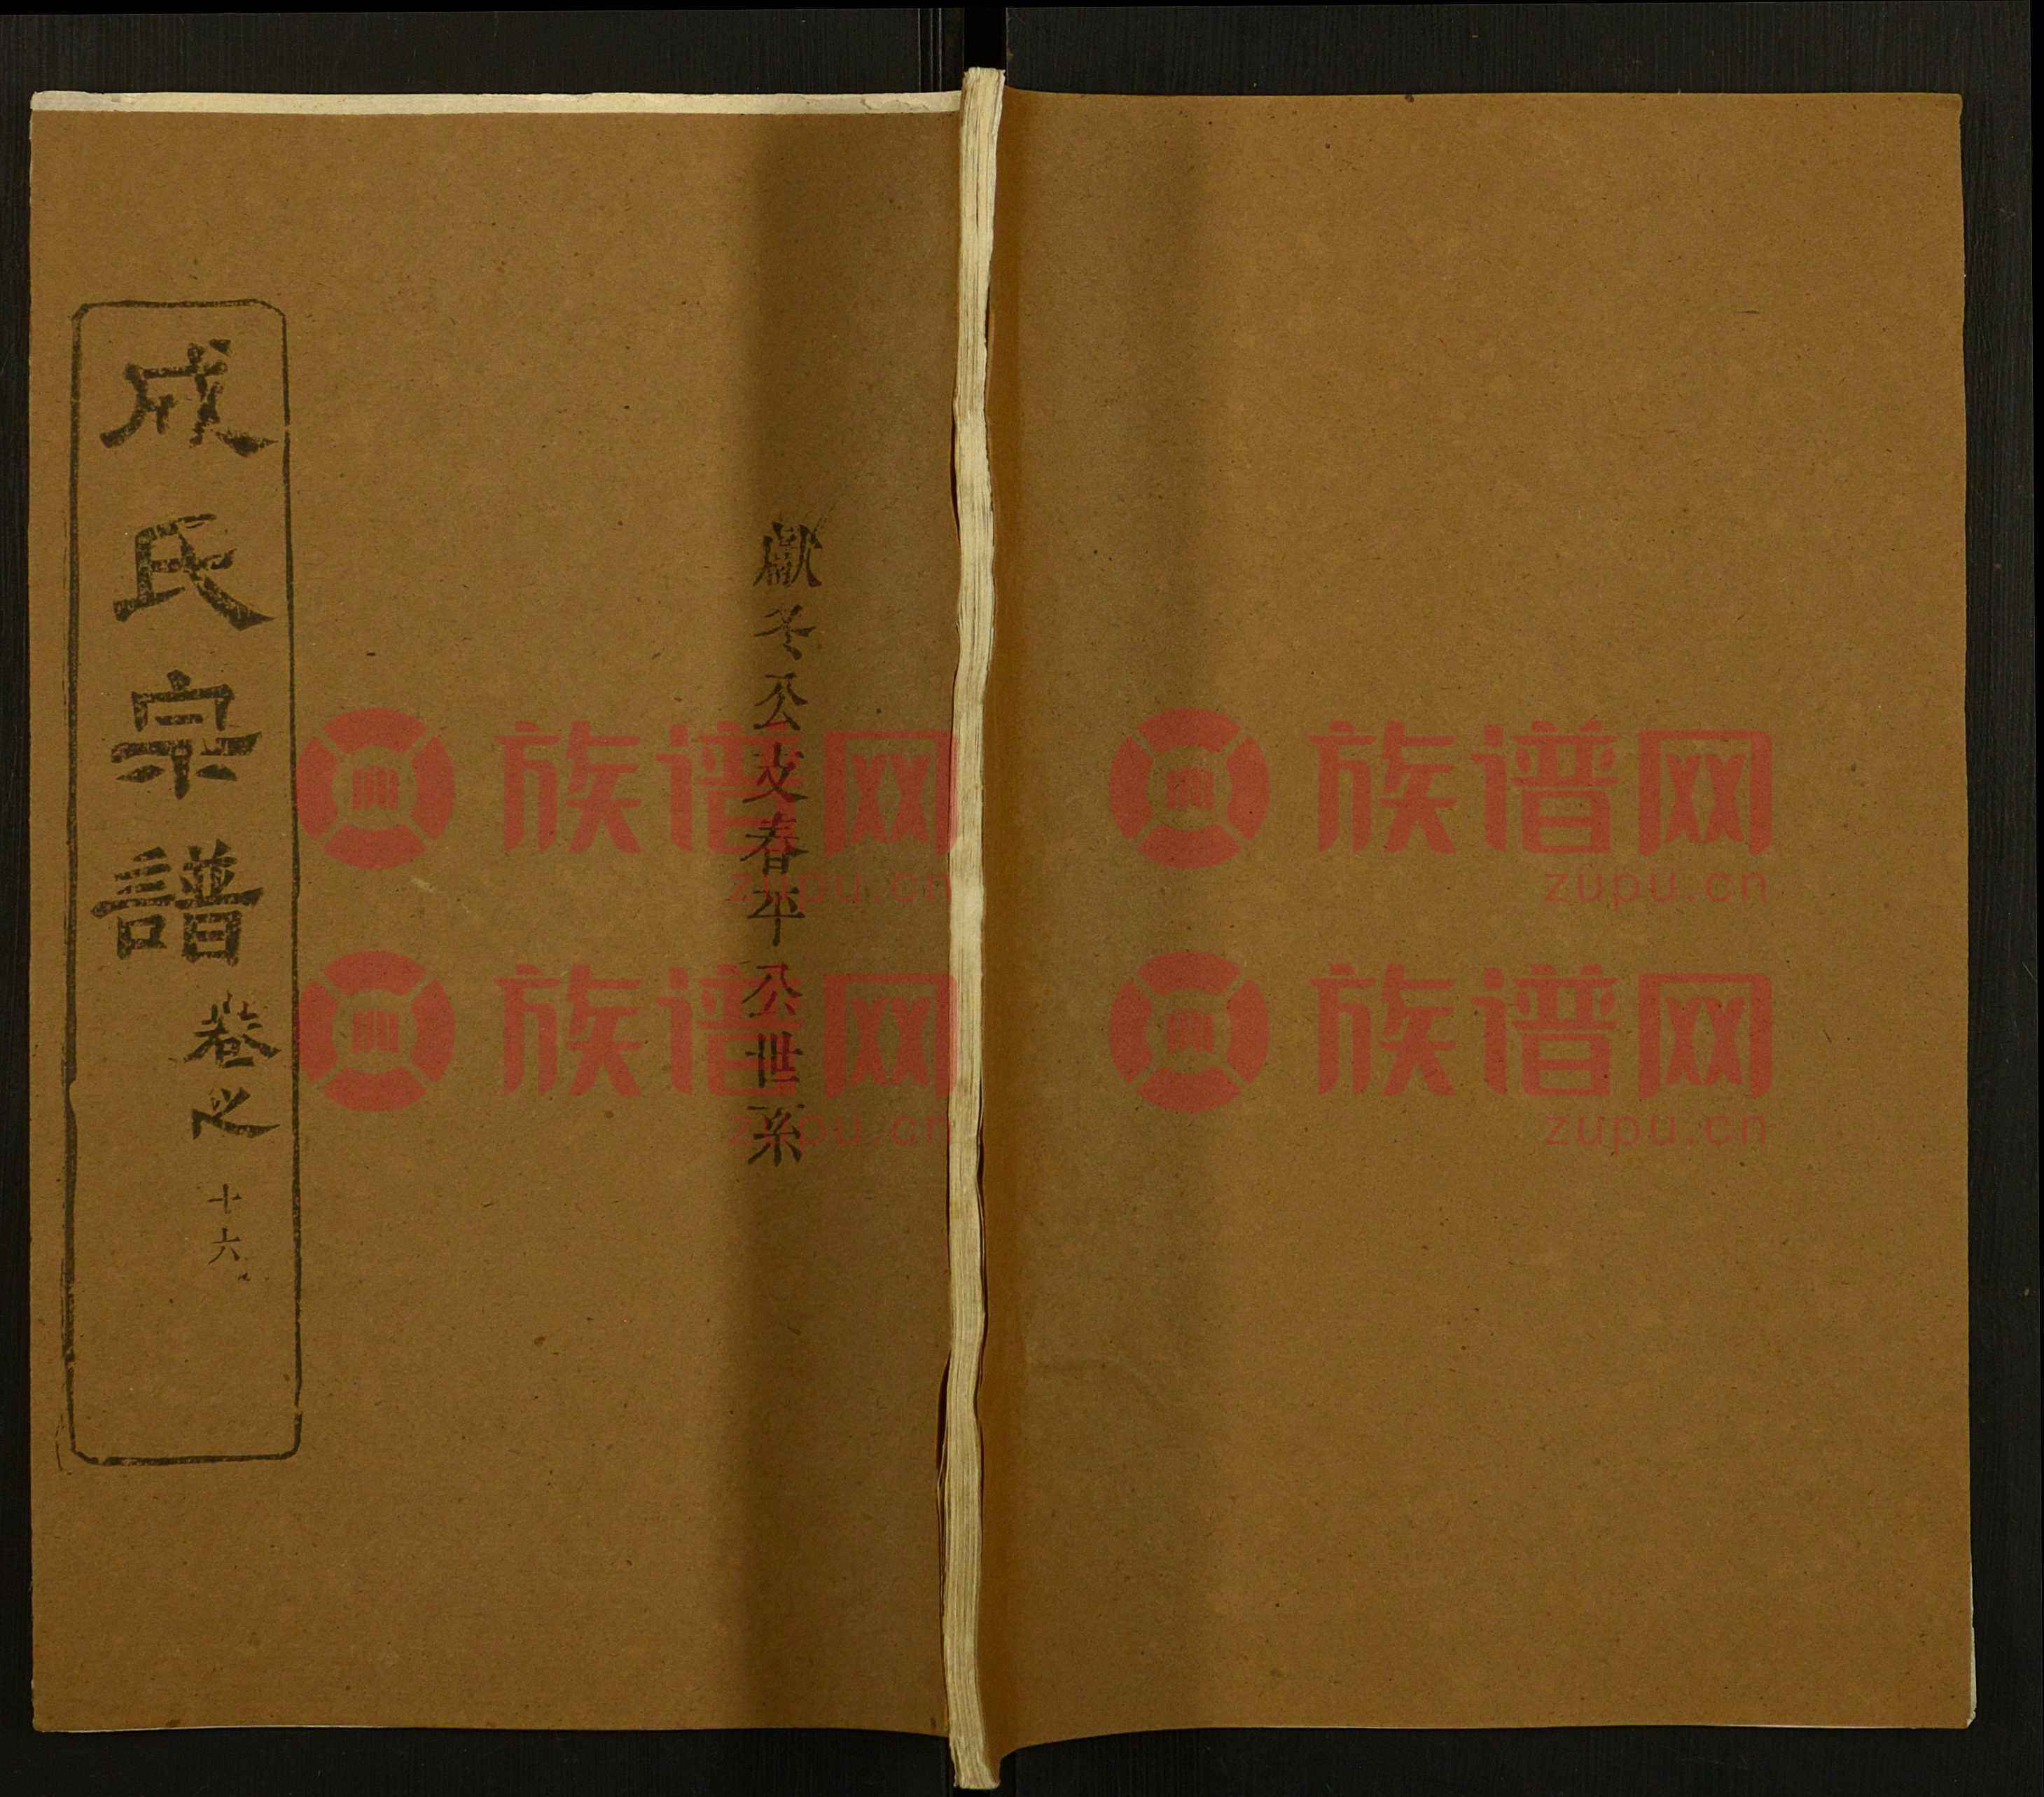 獻冬公支春平公世系
成氏宗譜
卷之
十六
族谱网 族谱网
zupu.cn zupu.cn
族谱网 族谱网
zupu.cn zupu.cn